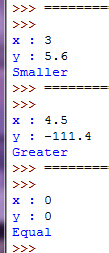 >>> =========
>>>
x : 3
y : 5.6
Smaller
>>> =========
>>>
x : 4.5
y : -111.4
Greater
>>> =========
>>>
x : 0
y : 0
Equal
>>>